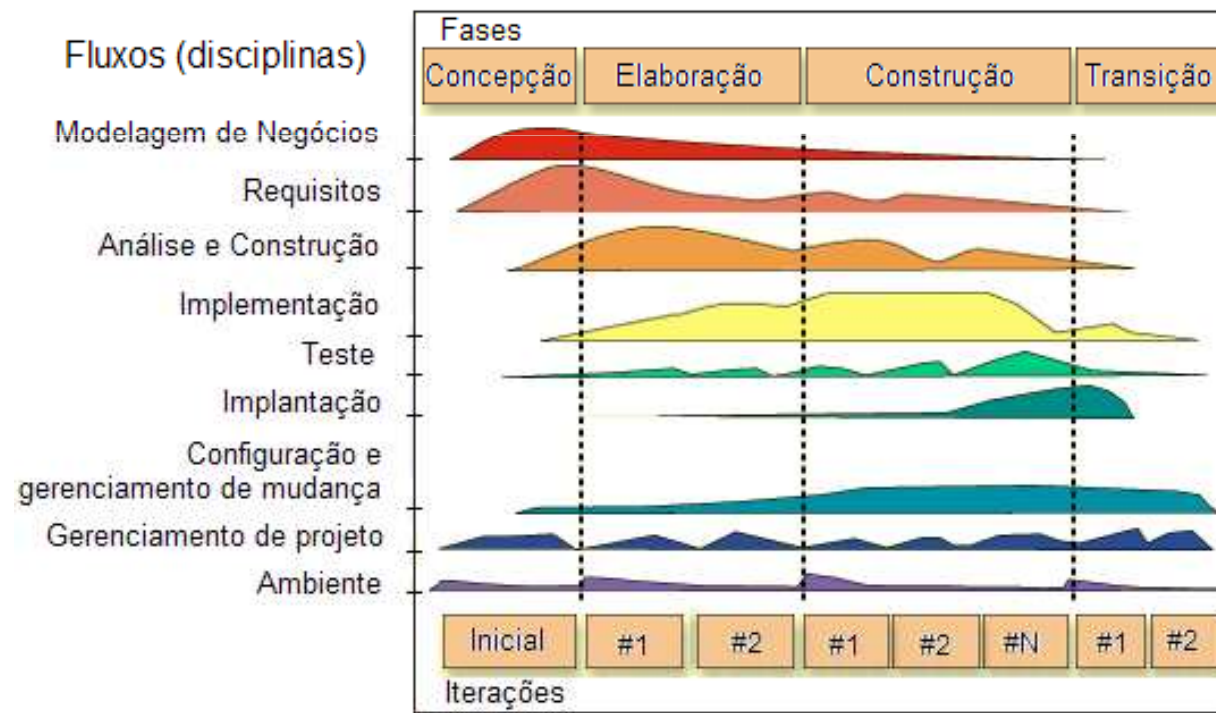 Fluxos (disciplinas)
Fases
Concepção
Elaboração
Construção
Transição
Modelagem de Negócios
Requisitos
Análise e Construção
Implementação
Teste
Implantação
Configuração e
gerenciamento de mudança
Gerenciamento de projeto
Ambiente
Inicial
#1
#2
#1
#2
#N
#1
#2
Iterações